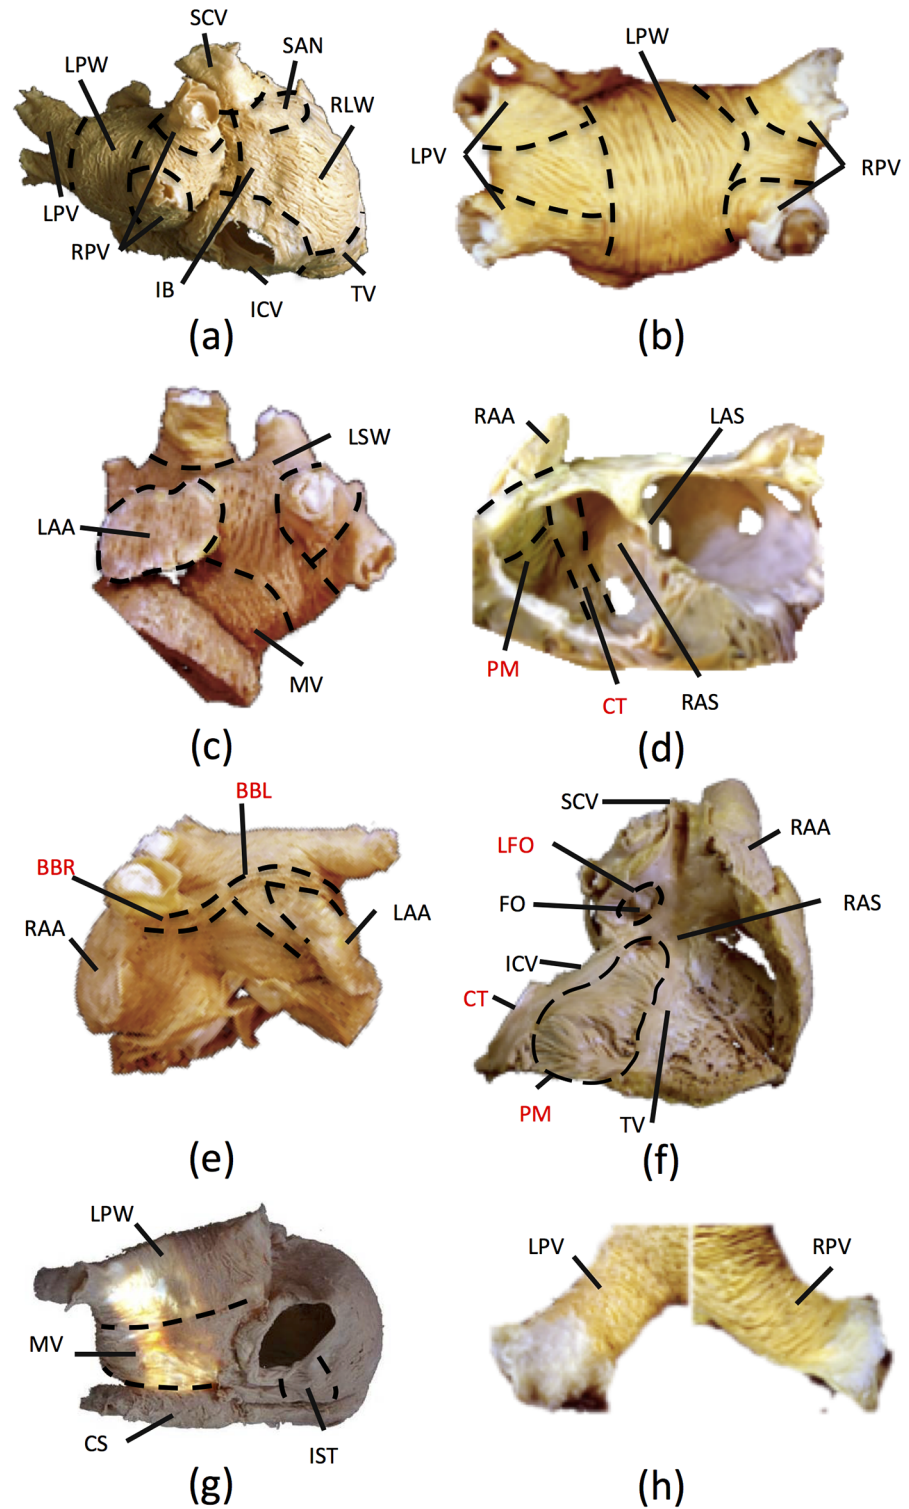 SCV
SAN
LPW
RLW
LPV
RPV
IB
ICV
TV
(a)
LPW
LPV
RPV
(b)
LSW
LAA
MV
(c)
RAA
LAS
PM
CT
RAS
(d)
BBL
BBR
RAA
LAA
(e)
SCV
RAA
LFO
FO
RAS
ICV
CT
PM
TV
(f)
LPW
MV
CS
IST
(g)
LPV
RPV
(h)